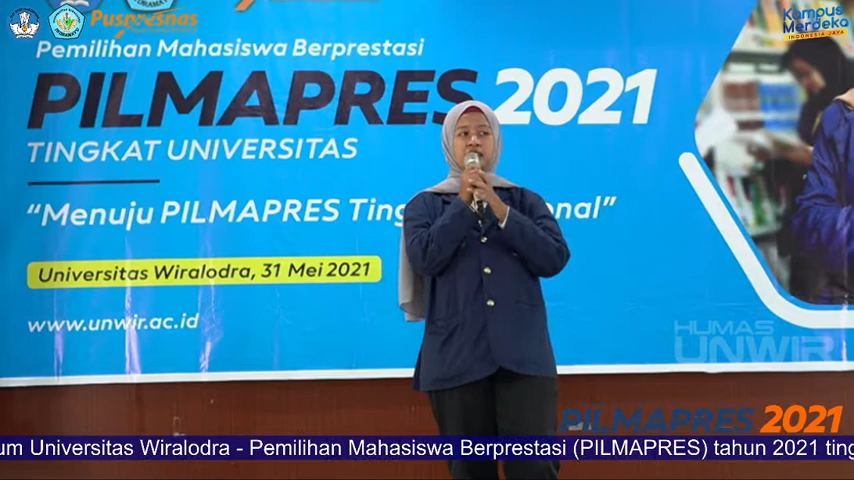 Puspresnas
Kampus
Merdeka
INDONESIA JAYA
Pemilihan Mahasiswa Berprestasi
PILMAPRES 2021
TINGKAT UNIVERSITAS
“Menuju PILMAPRES Ting onal”
Universitas Wiralodra, 31 Mei 2021
www.unwir.ac.id
HUMAS
UNWIR
PILMAPRES 2021
um Universitas Wiralodra - Pemilihan Mahasiswa Berprestasi (PILMAPRES) tahun 2021 ting